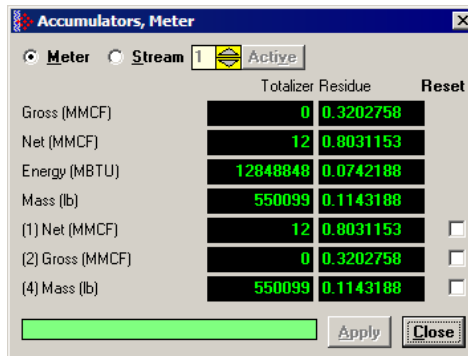 Accumulators, Meter
Meter Stream 1 Active
Totalizer Residue Reset
Gross (MMCF) 0 0.3202758
Net (MMCF) 12 0.8031153
Energy (MBTU) 12848848 0.0742188
Mass (lb) 550099 0.1143188
(1) Net (MMCF) 12 0.8031153
(2) Gross (MMCF) 0 0.3202758
(4) Mass (lb) 550099 0.1143188
Apply Close